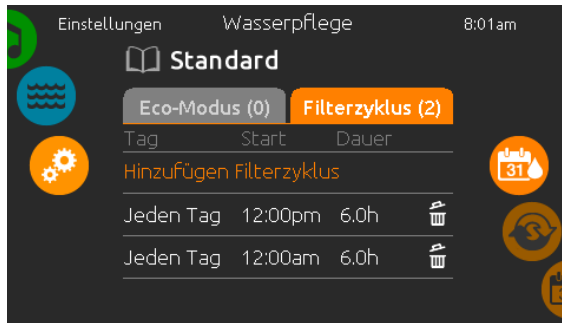 Einstellungen Wasserpflege 8:01am
Standard
Eco-Modus (0) Filterzyklus (2)
Tag Start Dauer
Hinzufügen Filterzyklus
31
Jeden Tag 12:00pm 6.0h
Jeden Tag 12:00am 6.0h